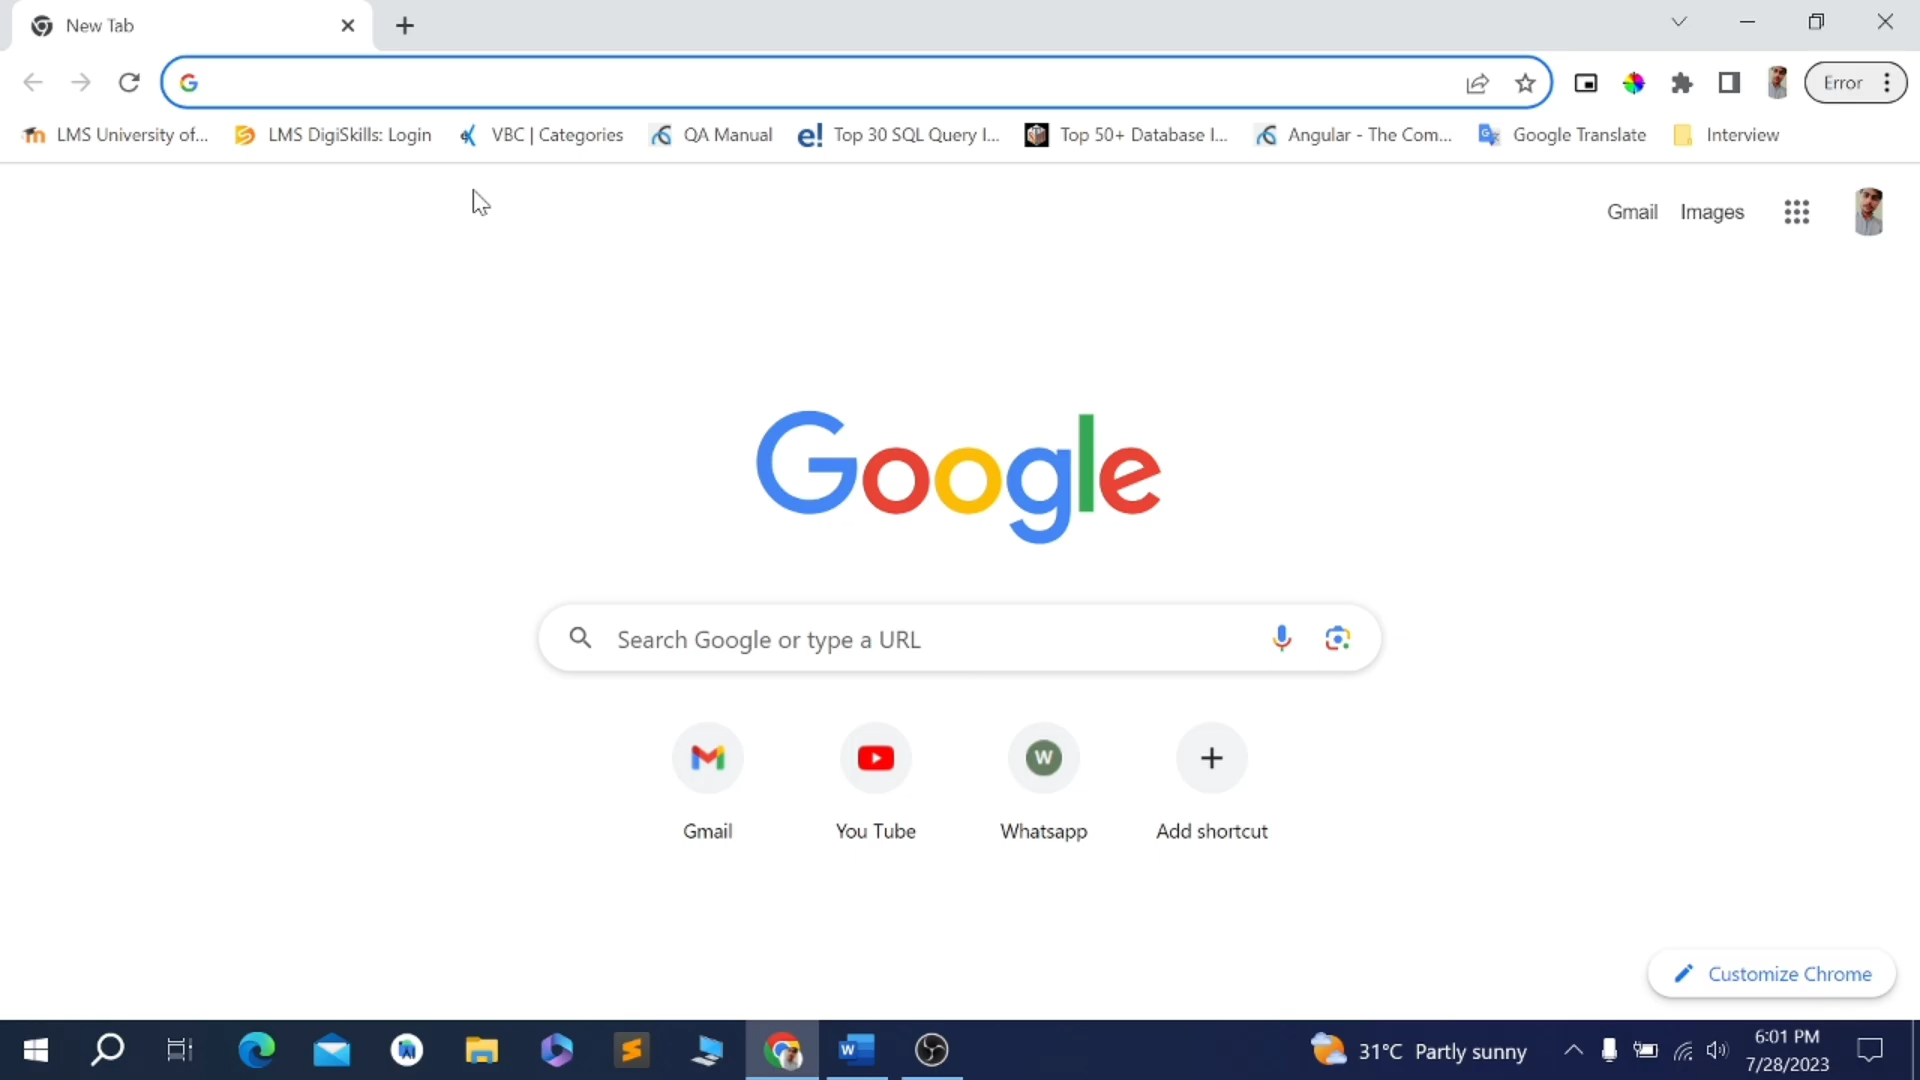 New Tab
Error
LMS University of... LMS DigiSkills: Login VBC | Categories QA Manual Top 30 SQL Query I... Top 50+ Database I... Angular - The Com... Google Translate Interview
Gmail Images
Google
Search Google or type a URL
W
Gmail You Tube Whatsapp Add shortcut
Customize Chrome
31°C Partly sunny
6:01 PM
7/28/2023